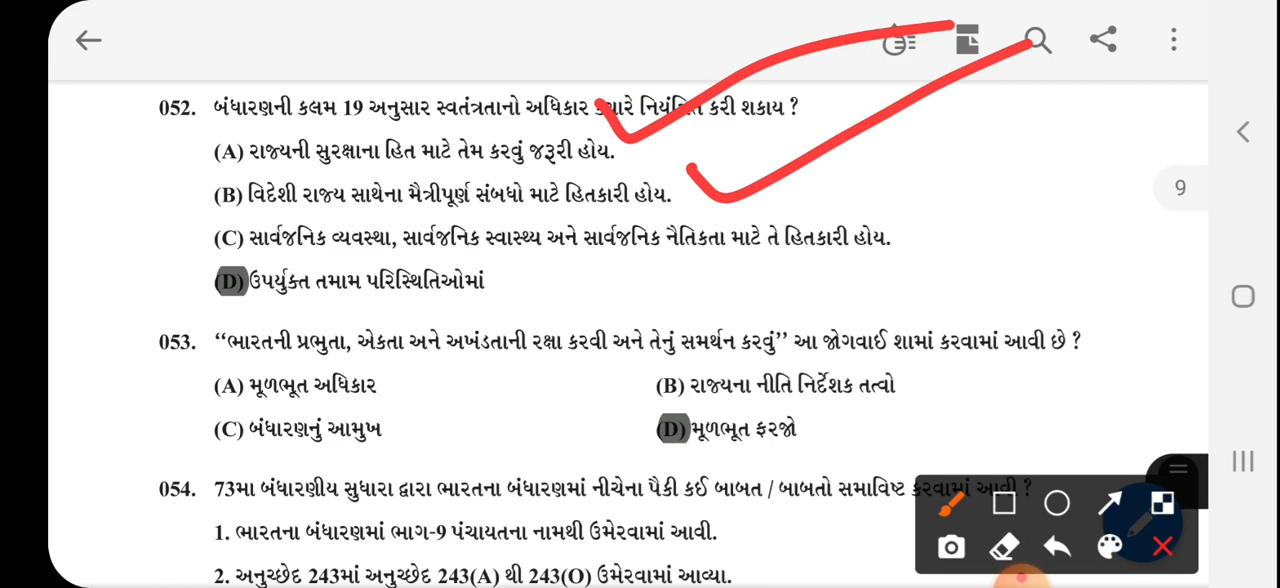 052. બંધારણની કલમ 19 અનુસાર સ્વતંત્રતાનો અધિકાર ક્યારે નિયંત્રિત કરી શકાય ?
(A) રાજ્યની સુરક્ષાના હિત માટે તેમ કરવું જરૂરી હોય.
(B) વિદેશી રાજ્ય સાથેના મૈત્રીપૂર્ણ સંબધો માટે હિતકારી હોય.
9
(C) સાર્વજનિક વ્યવસ્થા, સાર્વજનિક સ્વાસ્થ્ય અને સાર્વજનિક નૈતિકતા માટે તે હિતકારી હોય.
(D) ઉપર્યુક્ત તમામ પરિસ્થિતિઓમાં
053. “ભારતની પ્રભુતા, એકતા અને અખંડતાની રક્ષા કરવી અને તેનું સમર્થન કરવું” આ જોગવાઈ શામાં કરવામાં આવી છે ?
(A) મૂળભૂત અધિકાર (B) રાજ્યના નીતિ નિર્દેશક તત્વો
(C) બંધારણનું આમુખ (D) મૂળભૂત ફરજો
054. 73મા બંધારણીય સુધારા દ્વારા ભારતના બંધારણમાં નીચેના પૈકી કઈ બાબત / બાબતો સમાવિષ્ટ કરવામાં આવી ?
1. ભારતના બંધારણમાં ભાગ-9 પંચાયતના નામથી ઉમેરવામાં આવી.
2. અનુચ્છેદ 243માં અનુચ્છેદ 243(A) થી 243(O) ઉમેરવામાં આવ્યા.